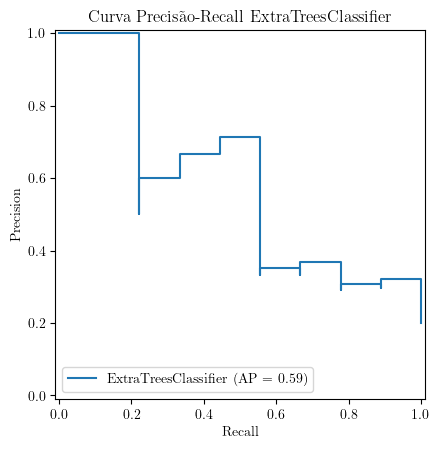 Curva Precisão-Recall ExtraTreesClassifier
1.0
0.8
0.6
0.4
0.2
0.0
Precision
ExtraTreesClassifier (AP = 0.59)
0.0 0.2 0.4 0.6 0.8 1.0
Recall